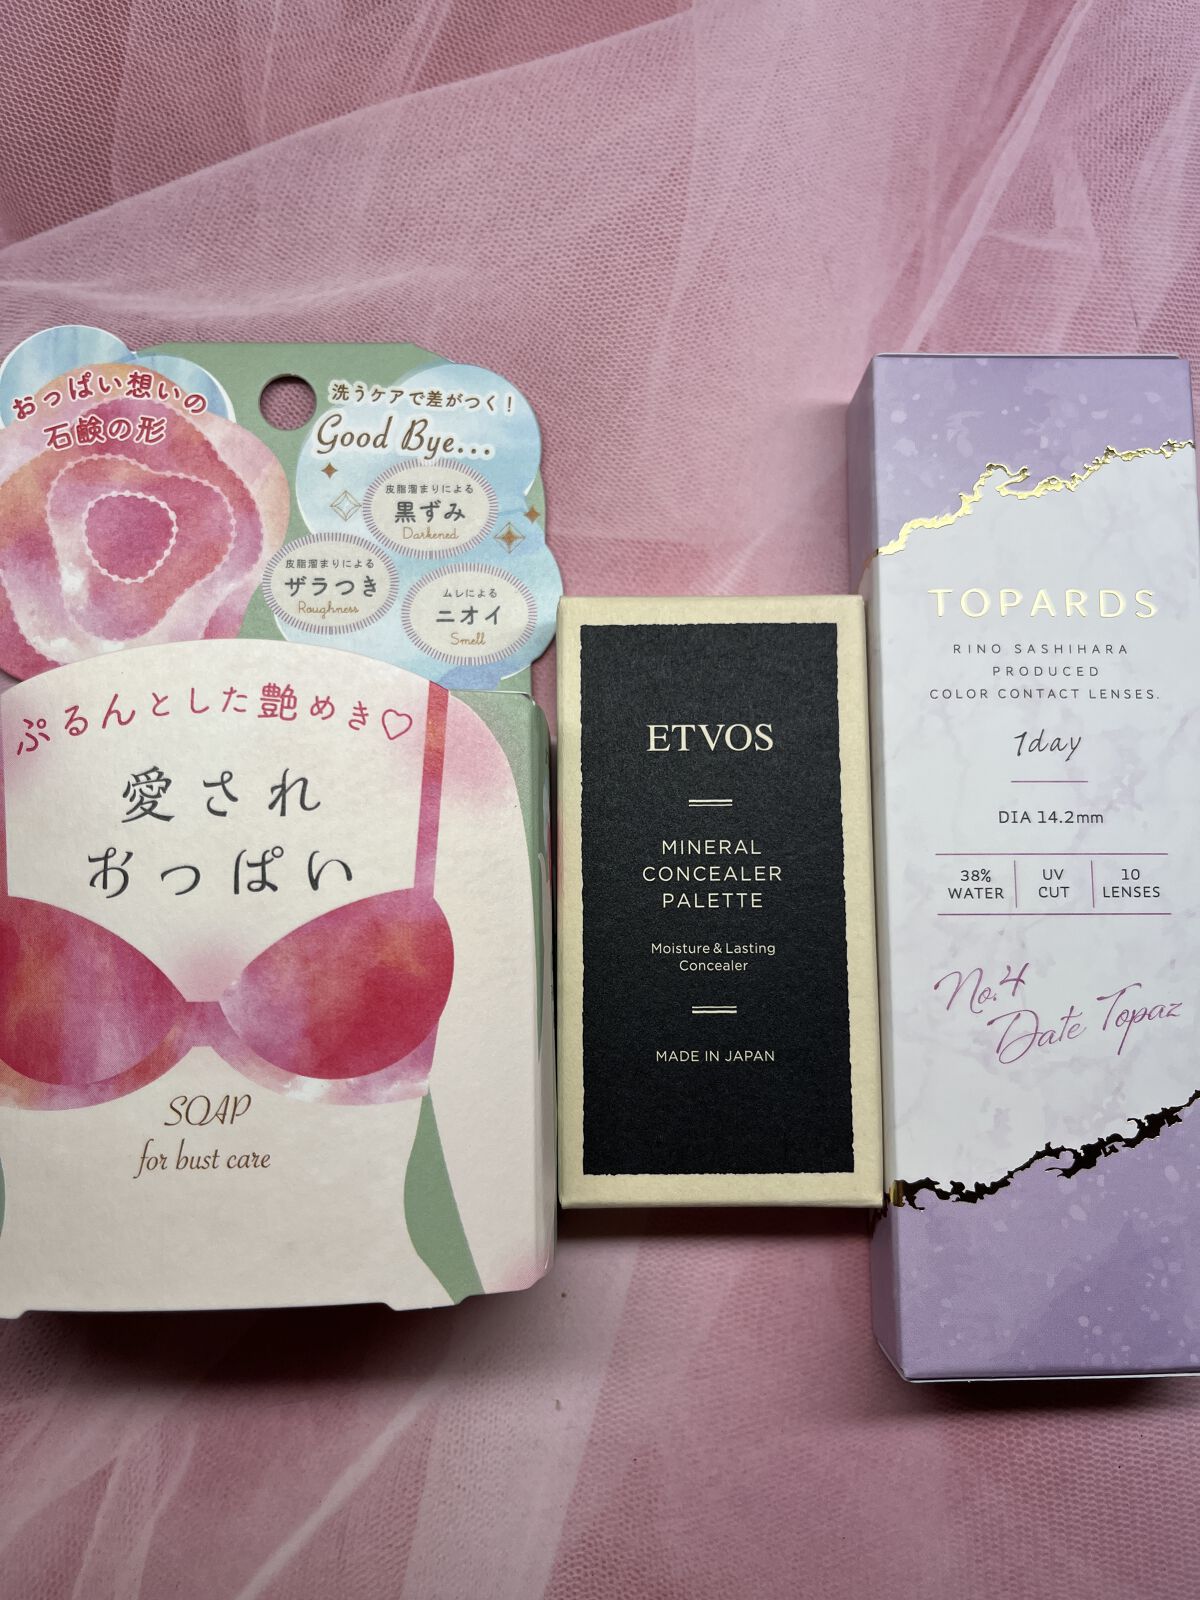 おっぱい想いの
石鹸の形
洗うケアで差がつく!
Good Bye...
皮脂溜まりによる
黒ずみ
Darkened
皮脂溜まりによる
ザラつき
Roughness
ムレによる
ニオイ
Smell
ぷるんとした艶めき♡
愛され
おっぱい
SOAP
for bust care
ETVOS
MINERAL
CONCEALER
PALETTE
Moisture & Lasting
Concealer
MADE IN JAPAN
TOPARDS
RINO SASHIHARA
PRODUCED
COLOR CONTACT LENSES.
1day
DIA 14.2mm
38%
WATER
UV
CUT
10
LENSES
No.4
Date Topaz